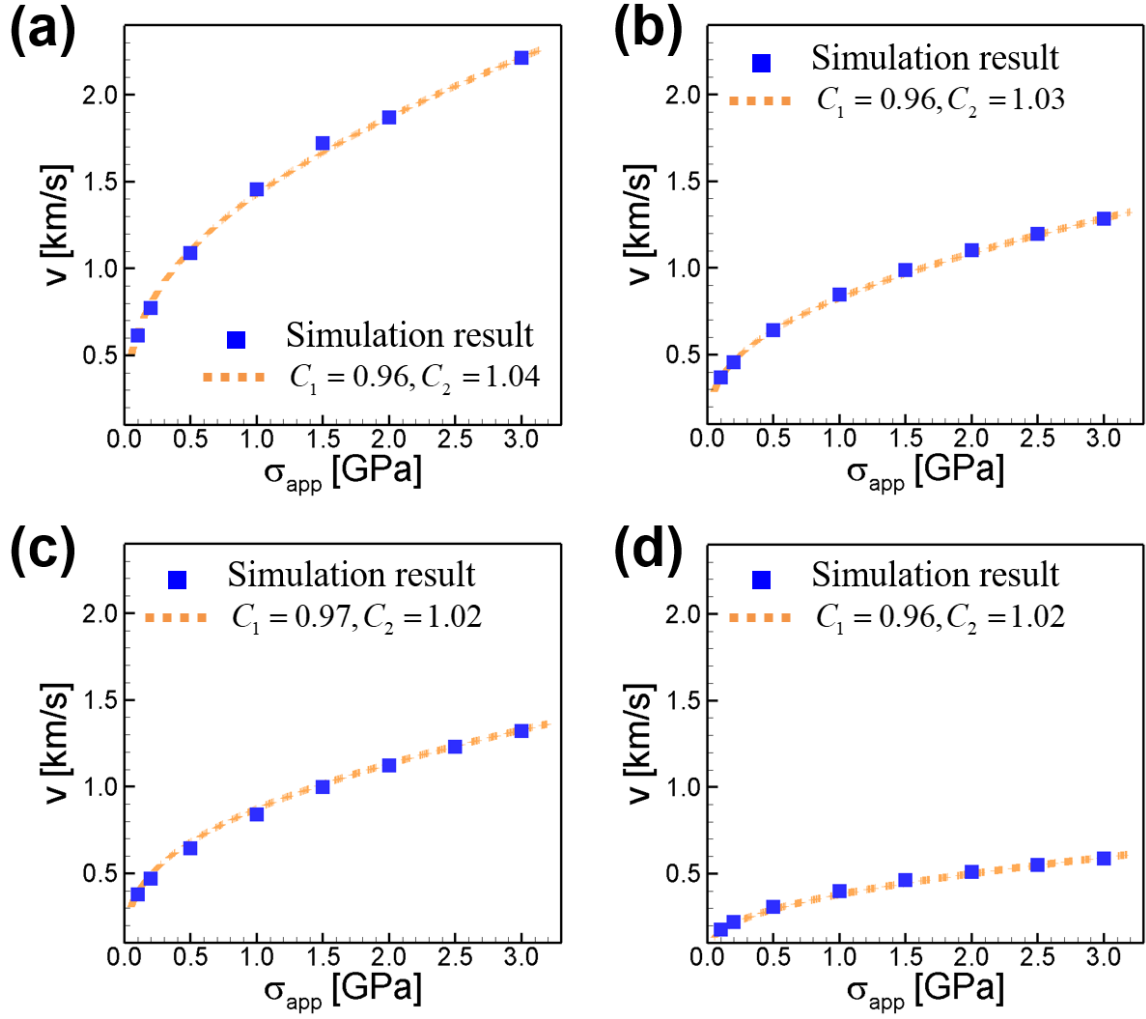 (a)
v [km/s]
2.0
1.5
1.0
0.5
Simulation result
C₁ = 0.96, C₂ = 1.04
0.0 0.5 1.0 1.5 2.0 2.5 3.0
σapp [GPa]
(b)
v [km/s]
2.0
1.5
1.0
0.5
Simulation result
C₁ = 0.96, C₂ = 1.03
0.0 0.5 1.0 1.5 2.0 2.5 3.0
σapp [GPa]
(c)
v [km/s]
2.0
1.5
1.0
0.5
Simulation result
C₁ = 0.97, C₂ = 1.02
0.0 0.5 1.0 1.5 2.0 2.5 3.0
σapp [GPa]
(d)
v [km/s]
2.0
1.5
1.0
0.5
Simulation result
C₁ = 0.96, C₂ = 1.02
0.0 0.5 1.0 1.5 2.0 2.5 3.0
σapp [GPa]